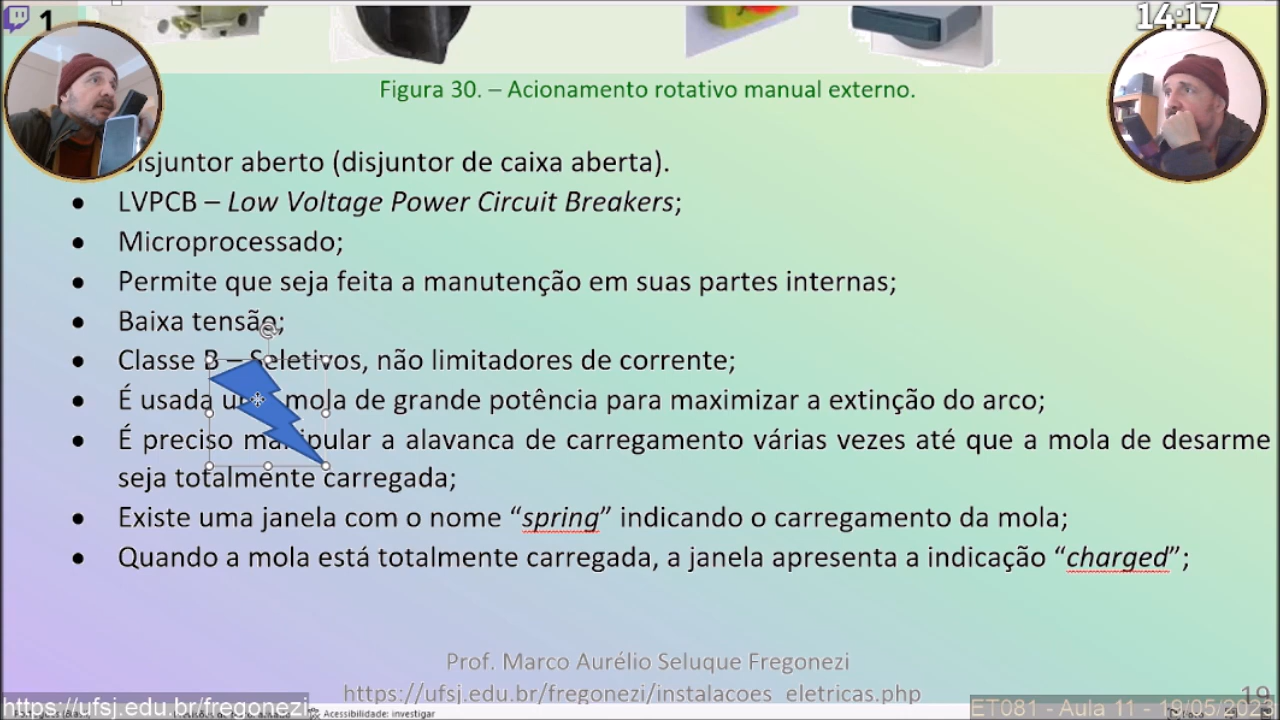 1
14:17
Figura 30. – Acionamento rotativo manual externo.
disjuntor aberto (disjuntor de caixa aberta).
• LVPCB – Low Voltage Power Circuit Breakers;
• Microprocessado;
• Permite que seja feita a manutenção em suas partes internas;
• Baixa tensão;
• Classe B – Seletivos, não limitadores de corrente;
• É usada uma mola de grande potência para maximizar a extinção do arco;
• É preciso manipular a alavanca de carregamento várias vezes até que a mola de desarme
seja totalmente carregada;
• Existe uma janela com o nome “spring” indicando o carregamento da mola;
• Quando a mola está totalmente carregada, a janela apresenta a indicação “charged”;
Prof. Marco Aurélio Seluque Fregonezi
https://ufsj.edu.br/fregonezi/instalacoes_eletricas.php
19
https://ufsj.edu.br/fregonezi
Acessibilidade: investigar
ET081 - Aula 11 - 19/05/2023